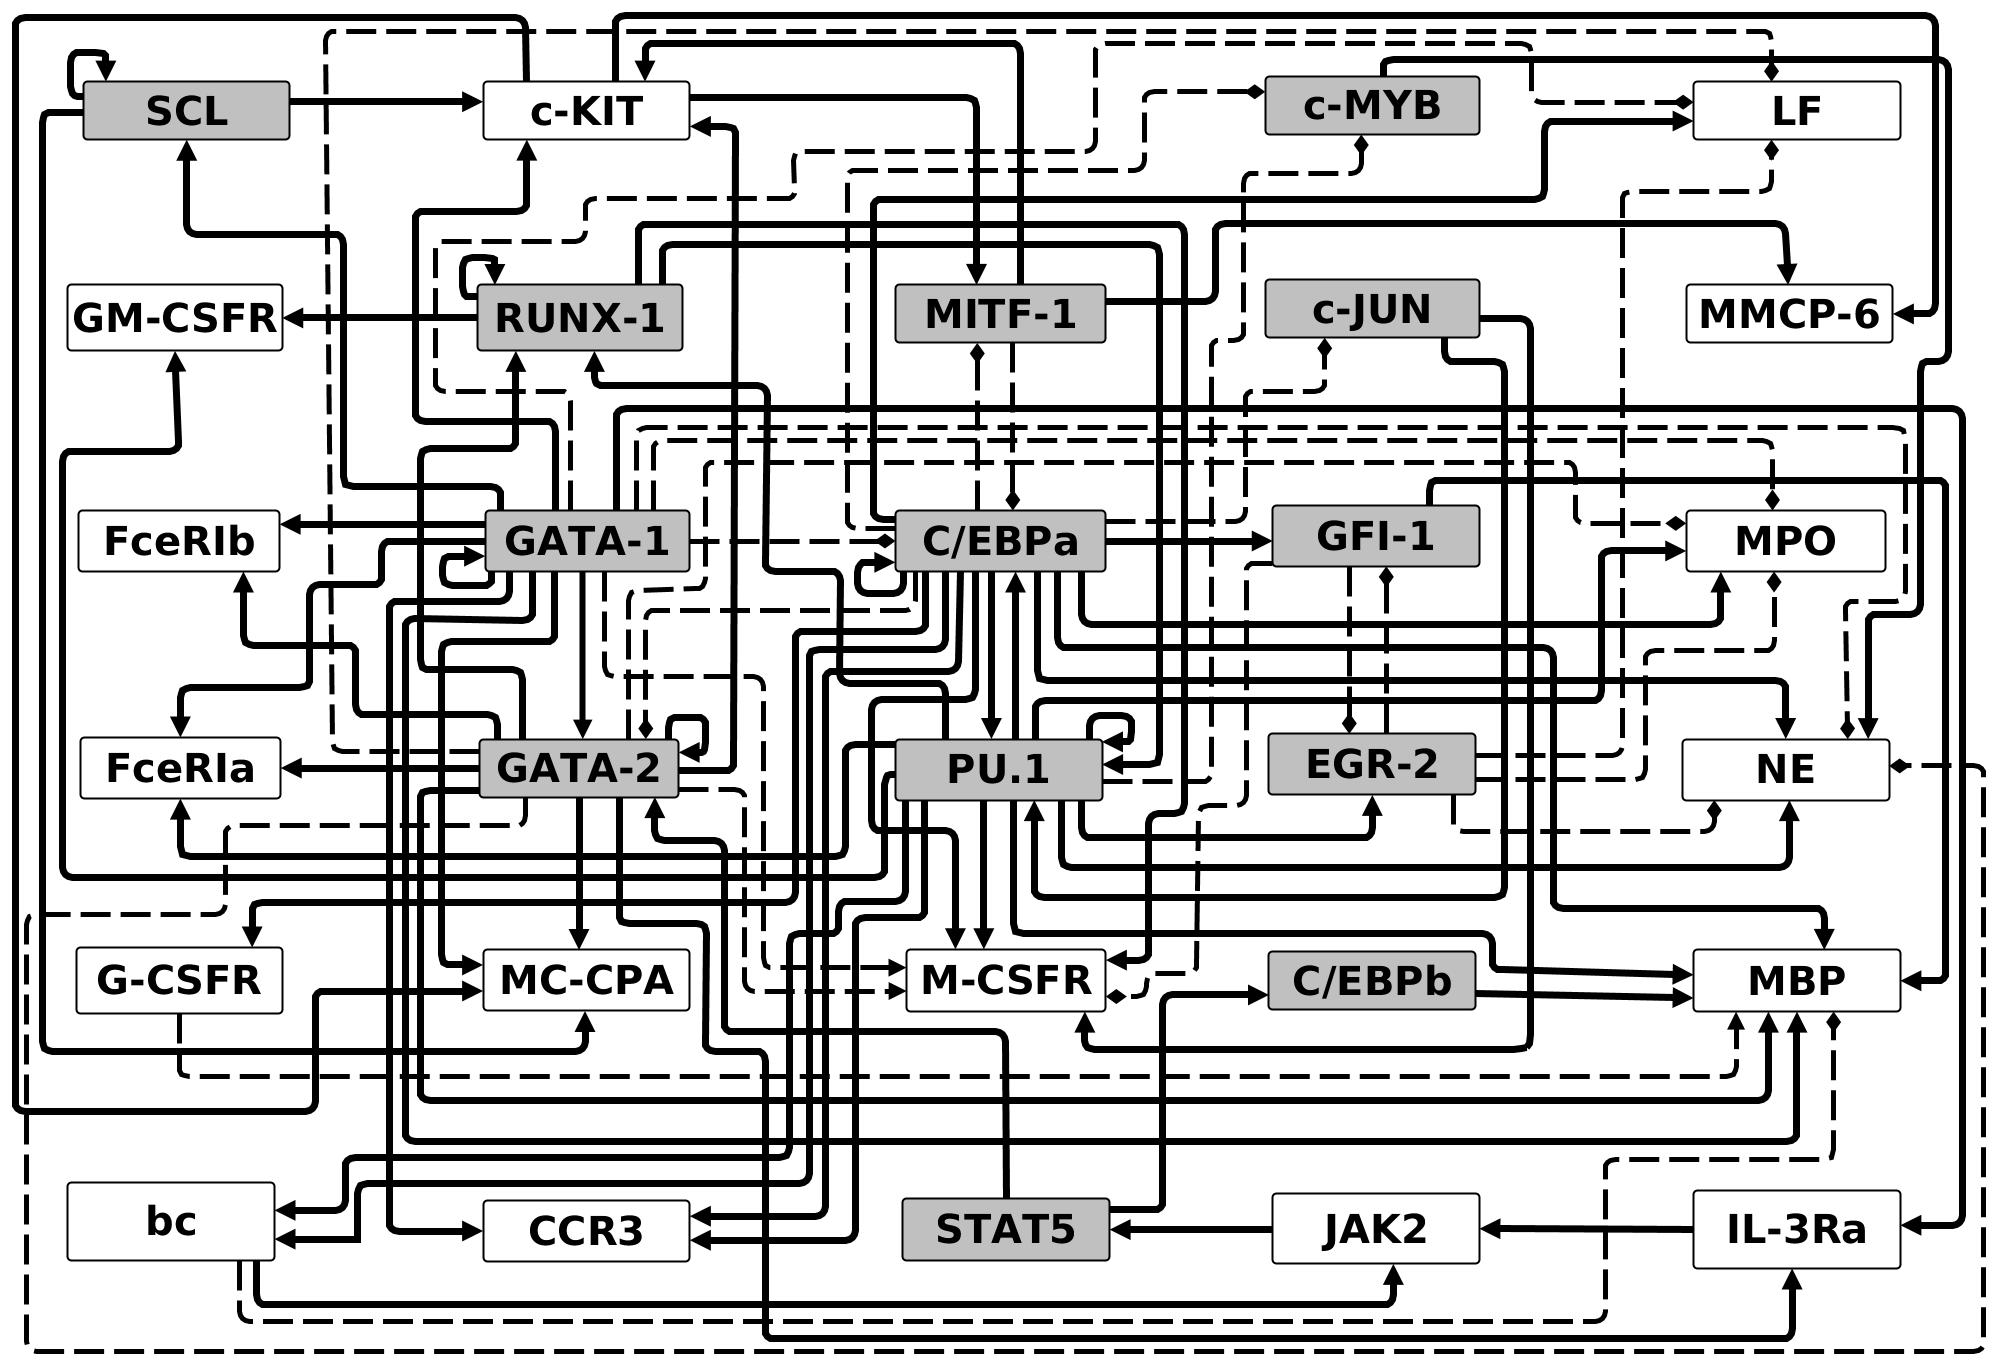 SCL
c-KIT
c-MYB
LF
GM-CSFR
RUNX-1
MITF-1
c-JUN
MMCP-6
FceRIb
GATA-1
C/EBPa
GFI-1
MPO
FceRIa
GATA-2
PU.1
EGR-2
NE
G-CSFR
MC-CPA
M-CSFR
C/EBPb
MBP
bc
CCR3
STAT5
JAK2
IL-3Ra